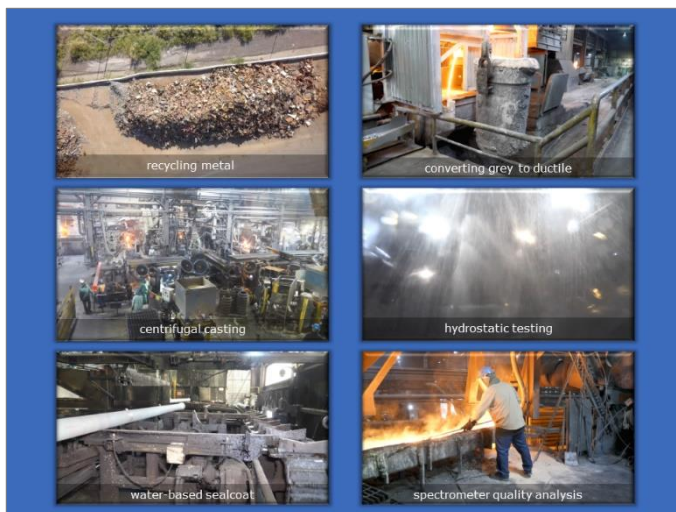 recycling metal
converting grey to ductile
centrifugal casting
hydrostatic testing
water-based sealcoat
spectrometer quality analysis